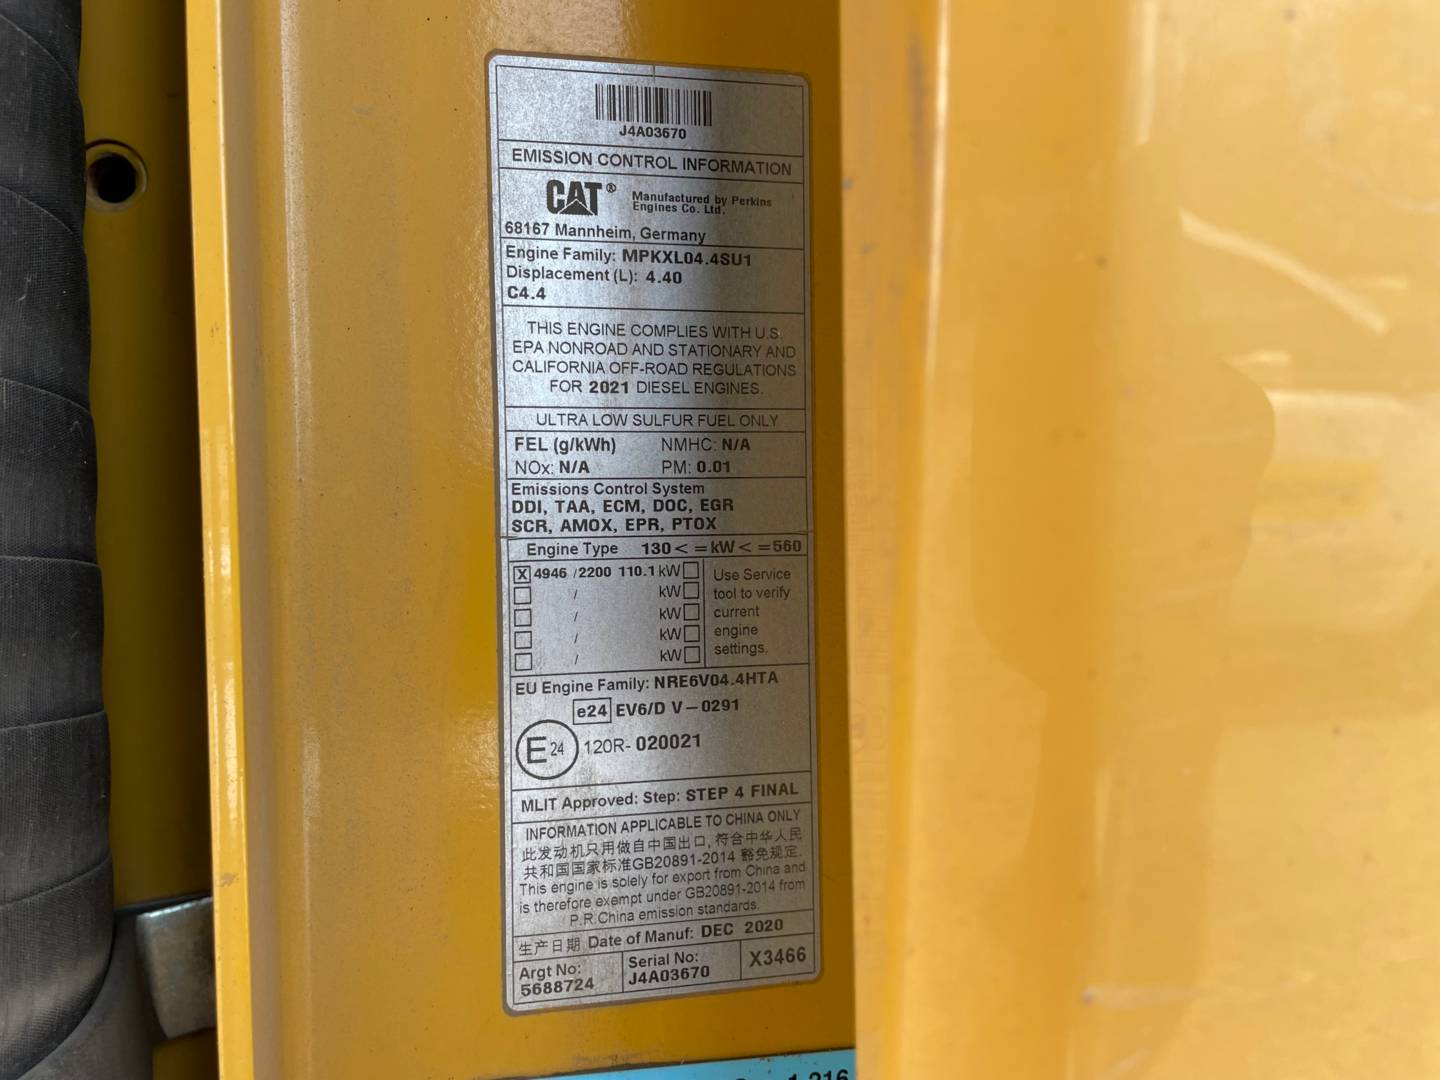 J4A03670
EMISSION CONTROL INFORMATION
CAT® Manufactured by Perkins
Engines Co. Ltd.
68167 Mannheim, Germany
Engine Family: MPKXL04.4SU1
Displacement (L): 4.40
C4.4
THIS ENGINE COMPLIES WITH U.S.
EPA NONROAD AND STATIONARY AND
CALIFORNIA OFF-ROAD REGULATIONS
FOR 2021 DIESEL ENGINES.
ULTRA LOW SULFUR FUEL ONLY
FEL (g/kWh) NMHC: N/A
NOx: N/A PM: 0.01
Emissions Control System
DDI, TAA, ECM, DOC, EGR
SCR, AMOX, EPR, PTOX
Engine Type 130 < = kW < =560
X 4946 /2200 110.1 kW Use Service
/ kW tool to verify
/ kW current
/ kW engine
/ kW settings.
EU Engine Family: NRE6V04.4HTA
e24 EV6/D V-0291
E24 120R- 020021
MLIT Approved: Step: STEP 4 FINAL
INFORMATION APPLICABLE TO CHINA ONLY
此发动机只用做自中国出口, 符合中华人民
共和国国家标准GB20891-2014 豁免规定.
This engine is solely for export from China and
is therefore exempt under GB20891-2014 from
P.R.China emission standards.
生产日期 Date of Manuf: DEC 2020
Argt No: Serial No: X3466
5688724 J4A03670
1 216